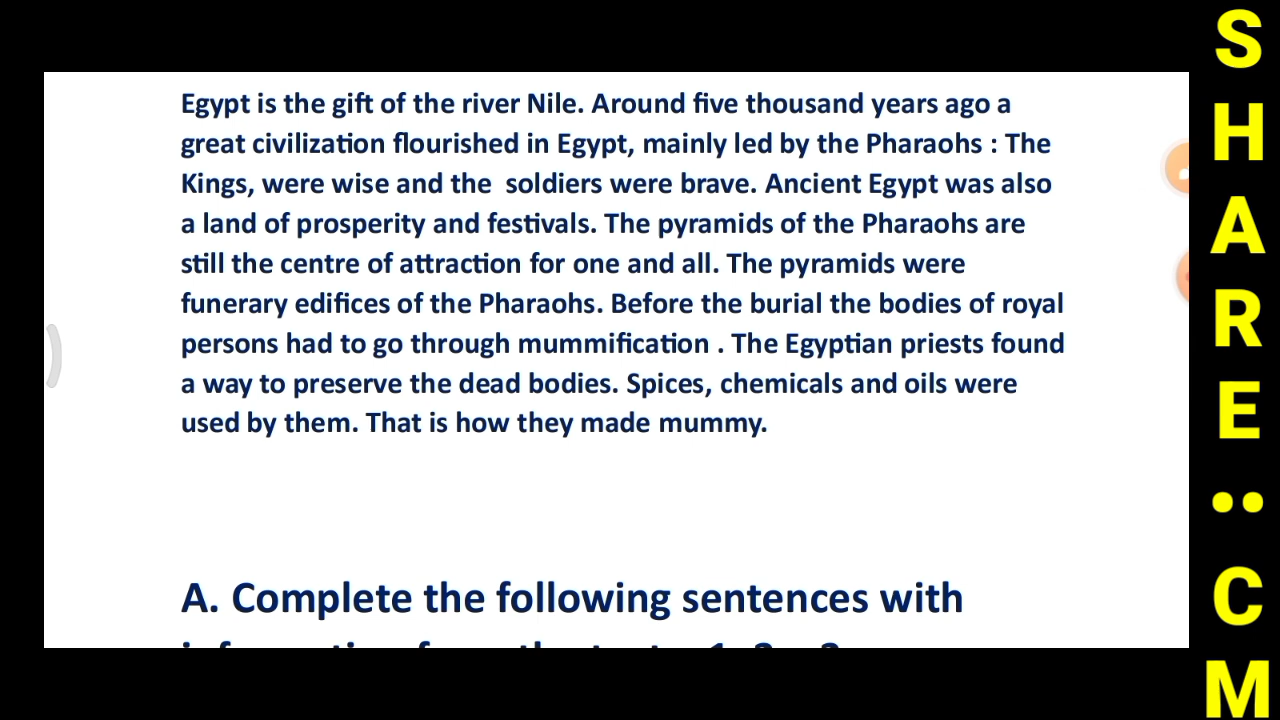 Egypt is the gift of the river Nile. Around five thousand years ago a
great civilization flourished in Egypt, mainly led by the Pharaohs : The
Kings, were wise and the  soldiers were brave. Ancient Egypt was also
a land of prosperity and festivals. The pyramids of the Pharaohs are
still the centre of attraction for one and all. The pyramids were
funerary edifices of the Pharaohs. Before the burial the bodies of royal
persons had to go through mummification . The Egyptian priests found
a way to preserve the dead bodies. Spices, chemicals and oils were
used by them. That is how they made mummy.
A. Complete the following sentences with
S
H
A
R
E
••
C
M